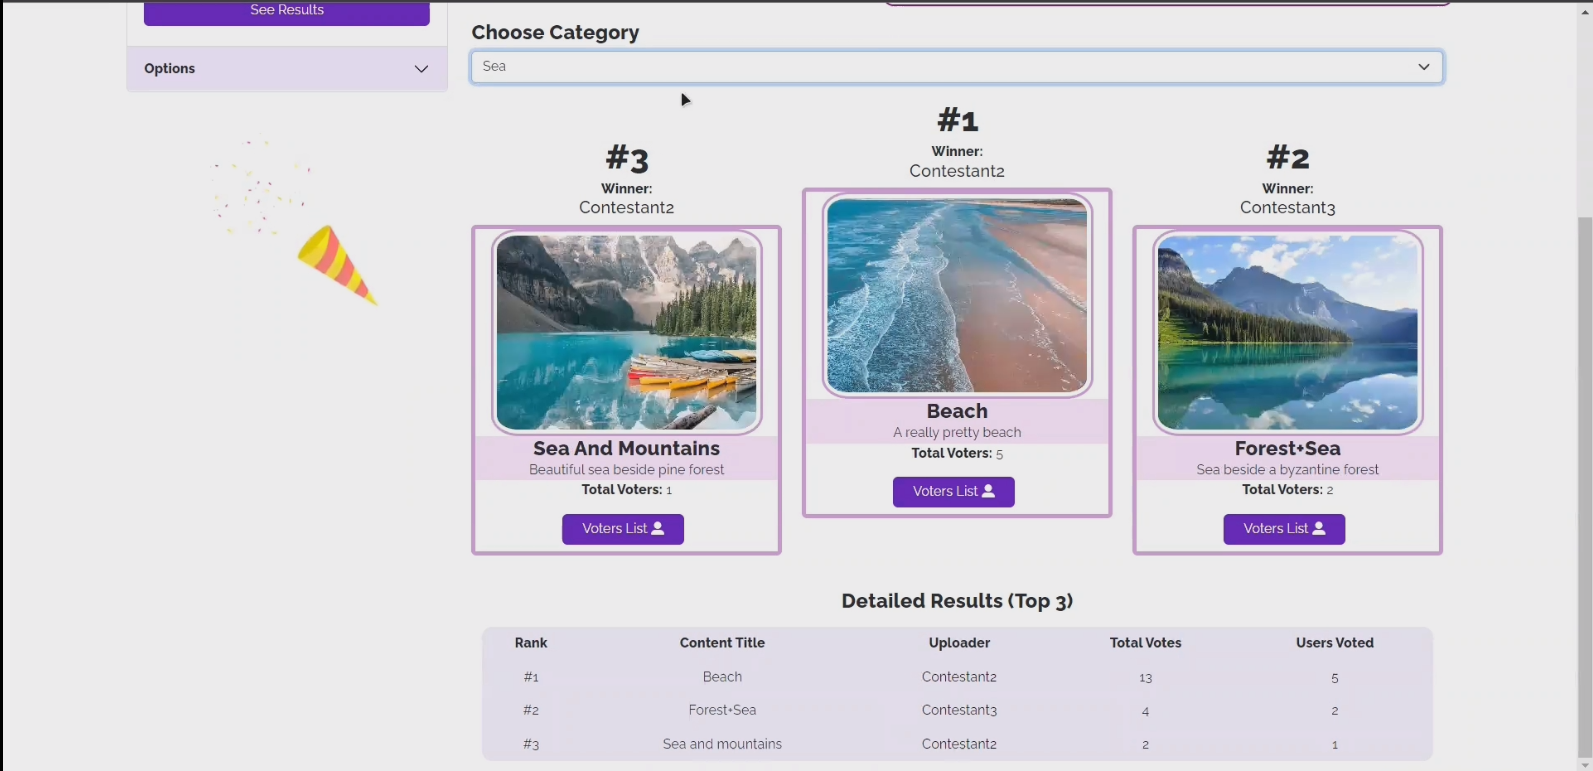 See Results
Options
Choose Category
Sea
#3
Winner:
Contestant2
Sea And Mountains
Beautiful sea beside pine forest
Total Voters: 1
Voters List
#1
Winner:
Contestant2
Beach
A really pretty beach
Total Voters: 5
Voters List
#2
Winner:
Contestant3
Forest+Sea
Sea beside a byzantine forest
Total Voters: 2
Voters List
Detailed Results (Top 3)
Rank Content Title Uploader Total Votes Users Voted
#1 Beach Contestant2 13 5
#2 Forest+Sea Contestant3 4 2
#3 Sea and mountains Contestant2 2 1